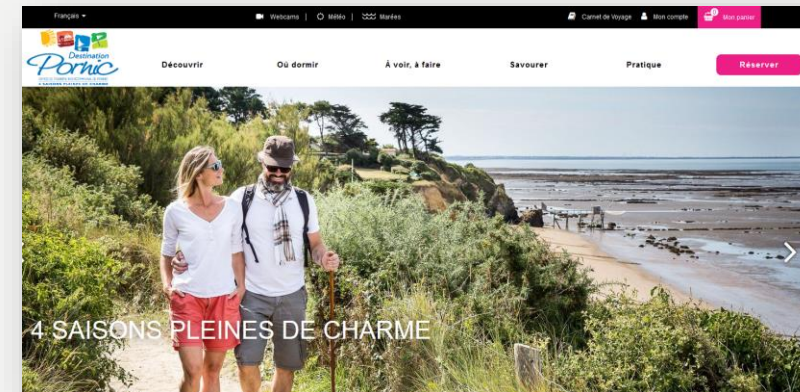 Français
Webcams | Météo | Marées
Carnet de Voyage Mon compte 0 Mon panier
Destination
Pornic
4 SAISONS PLEINES DE CHARME
Découvrir Où dormir À voir, à faire Savourer Pratique Réserver
4 SAISONS PLEINES DE CHARME